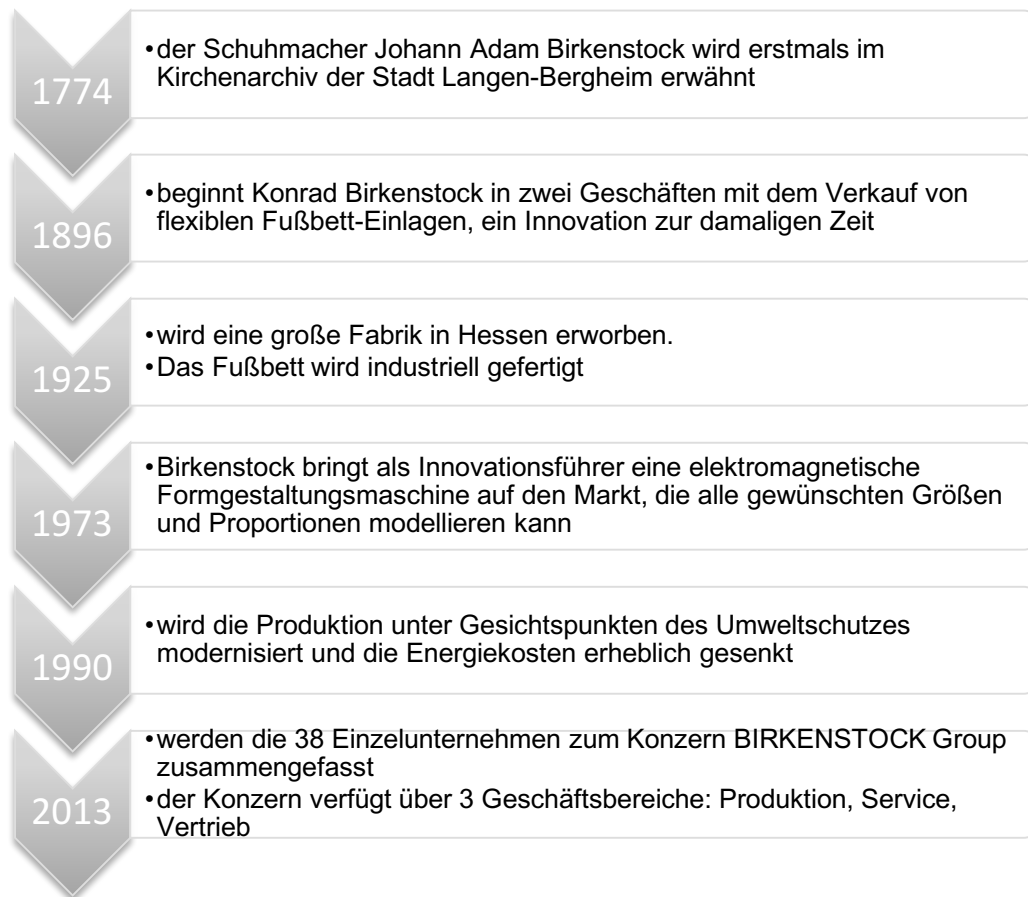 1774
•der Schuhmacher Johann Adam Birkenstock wird erstmals im
Kirchenarchiv der Stadt Langen-Bergheim erwähnt
1896
•beginnt Konrad Birkenstock in zwei Geschäften mit dem Verkauf von
flexiblen Fußbett-Einlagen, ein Innovation zur damaligen Zeit
1925
•wird eine große Fabrik in Hessen erworben.
•Das Fußbett wird industriell gefertigt
1973
•Birkenstock bringt als Innovationsführer eine elektromagnetische
Formgestaltungsmaschine auf den Markt, die alle gewünschten Größen
und Proportionen modellieren kann
1990
•wird die Produktion unter Gesichtspunkten des Umweltschutzes
modernisiert und die Energiekosten erheblich gesenkt
2013
•werden die 38 Einzelunternehmen zum Konzern BIRKENSTOCK Group
zusammengefasst
•der Konzern verfügt über 3 Geschäftsbereiche: Produktion, Service,
Vertrieb